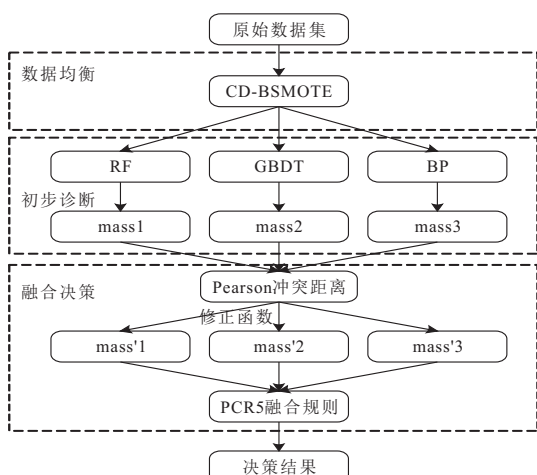 原始数据集
数据均衡
CD-BSMOTE
RF GBDT BP
初步诊断
mass1 mass2 mass3
融合决策
Pearson冲突距离
修正函数
mass'1 mass'2 mass'3
PCR5融合规则
决策结果